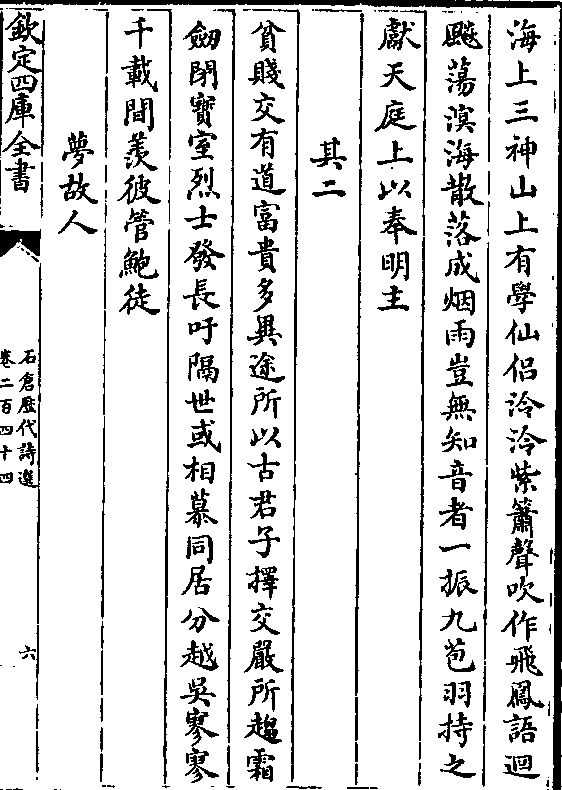 海上三神山上有學仙侣泠泠紫簫聲吹作飛鳳語迴
飈蕩溟海散落成烟雨豈無知音者一振九苞羽持之
獻天庭上以奉明主
其二
貧賤交有道富貴多異途所以古君子擇交嚴所趨霜
劒閉寳室烈士發長吁隔世或相慕同居分越吳寥寥
千載間羨彼管鮑徒
夢故人
欽定四庫全書
石倉歴代詩選
卷二百四十四
六